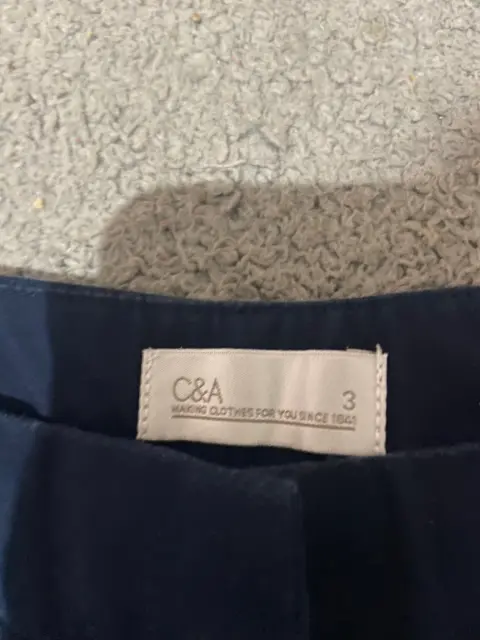 C&A
3
MAKING CLOTHES FOR YOU SINCE 1841